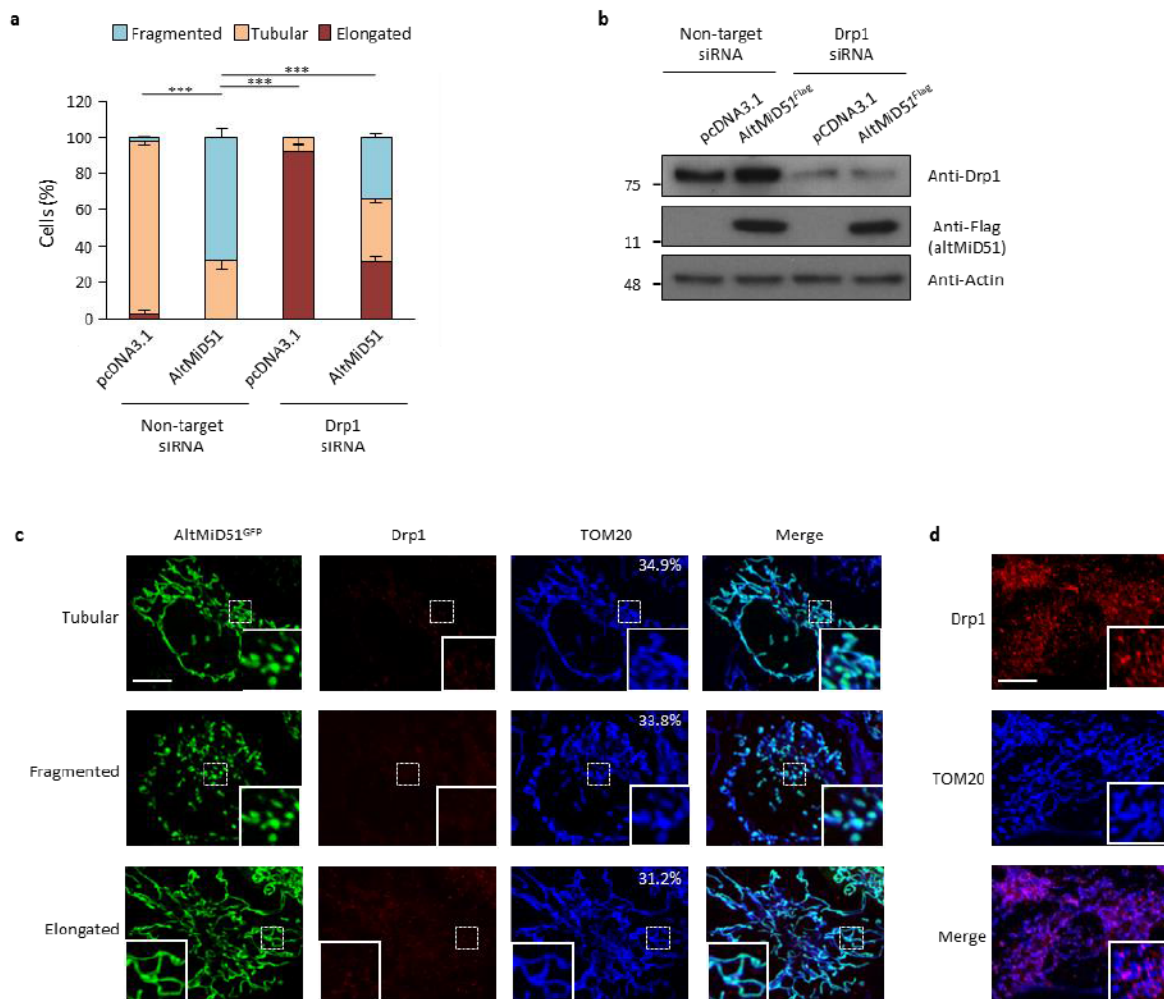 a
Fragmented Tubular Elongated
***
***
***
120
100
80
60
40
20
0
Cells (%)
pcDNA3.1
AltMiD51
pcDNA3.1
AltMiD51
Non-target
siRNA
Drp1
siRNA
b
Non-target
siRNA
Drp1
siRNA
pcDNA3.1
AltMiD51Flag
pCDNA3.1
AltMiD51Flag
75
Anti-Drp1
11
Anti-Flag
(altMiD51)
48
Anti-Actin
c
AltMiD51GFP Drp1 TOM20 Merge
Tubular
34.9%
Fragmented
33.8%
Elongated
31.2%
d
Drp1
TOM20
Merge